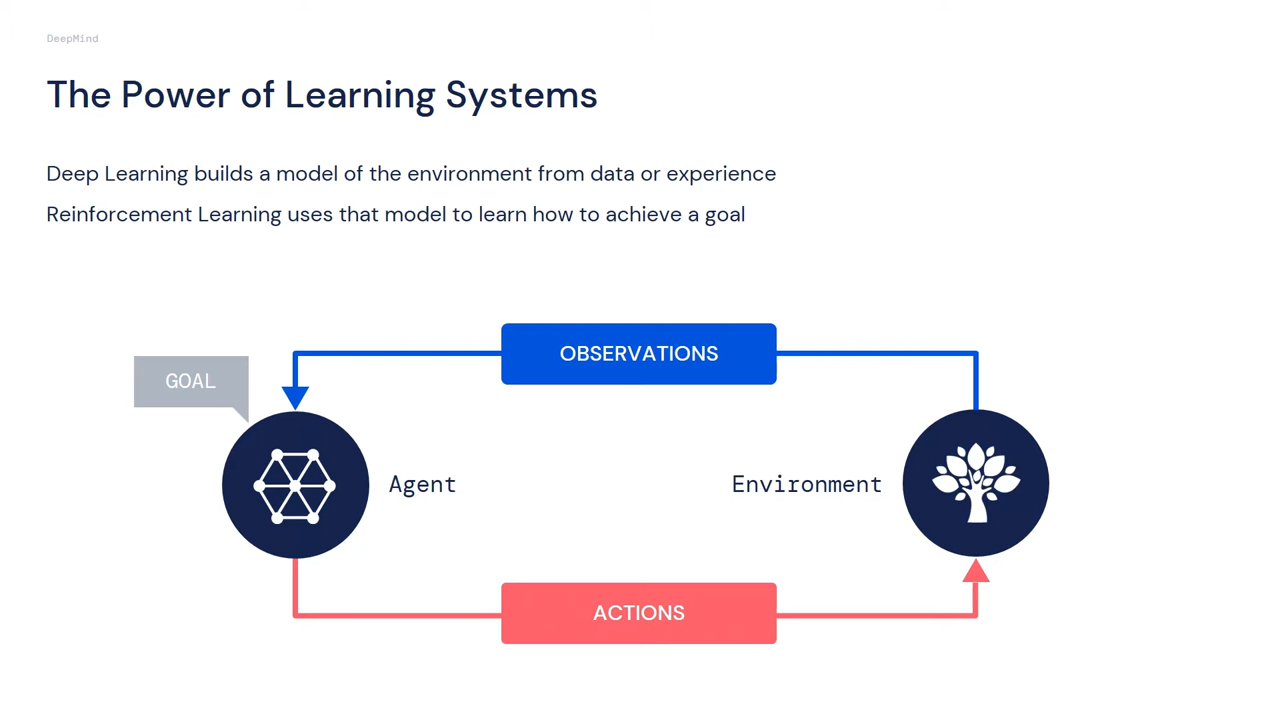 DeepMind
The Power of Learning Systems
Deep Learning builds a model of the environment from data or experience
Reinforcement Learning uses that model to learn how to achieve a goal
OBSERVATIONS
GOAL
Agent
Environment
ACTIONS